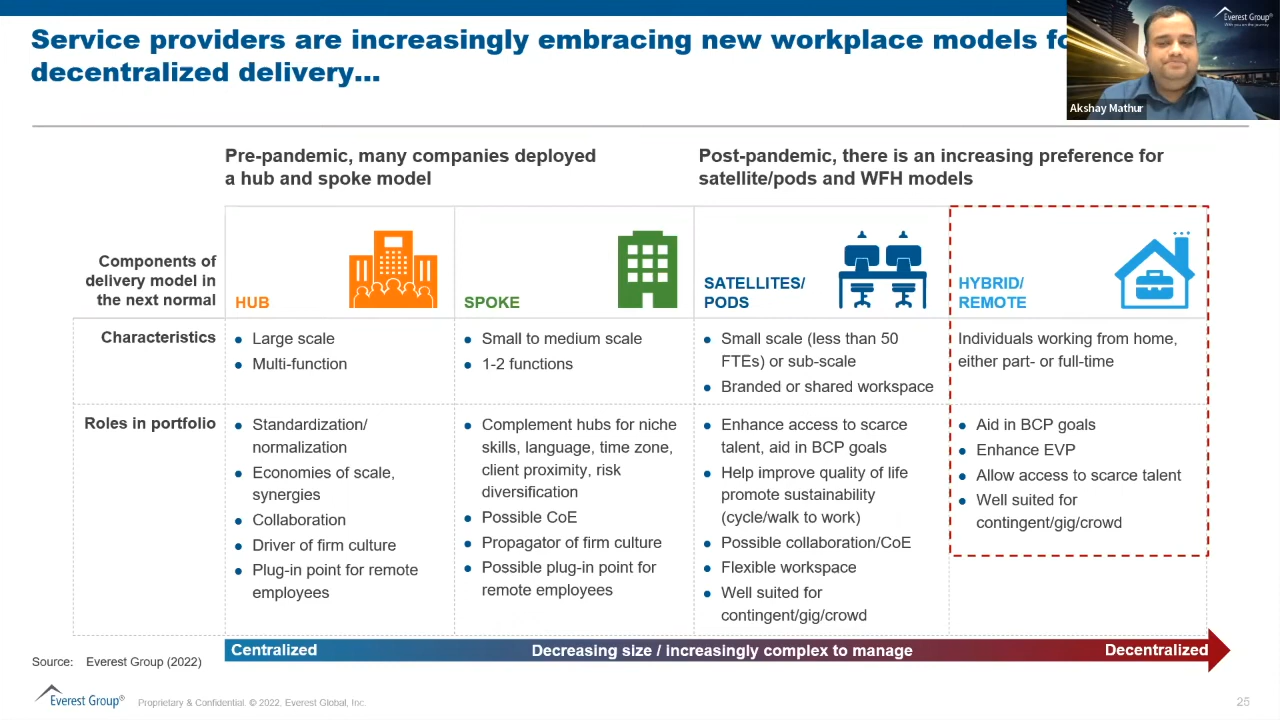 Service providers are increasingly embracing new workplace models fo
decentralized delivery...
Everest Group®
With you on the journey
Akshay Mathur
Pre-pandemic, many companies deployed
a hub and spoke model
Post-pandemic, there is an increasing preference for
satellite/pods and WFH models
Components of
delivery model in
the next normal
HUB
SPOKE
SATELLITES/
PODS
HYBRID/
REMOTE
Characteristics
● Large scale
● Multi-function
● Small to medium scale
● 1-2 functions
● Small scale (less than 50
FTEs) or sub-scale
● Branded or shared workspace
Individuals working from home,
either part- or full-time
Roles in portfolio
● Standardization/
normalization
● Economies of scale,
synergies
● Collaboration
● Driver of firm culture
● Plug-in point for remote
employees
● Complement hubs for niche
skills, language, time zone,
client proximity, risk
diversification
● Possible CoE
● Propagator of firm culture
● Possible plug-in point for
remote employees
● Enhance access to scarce
talent, aid in BCP goals
● Help improve quality of life
promote sustainability
(cycle/walk to work)
● Possible collaboration/CoE
● Flexible workspace
● Well suited for
contingent/gig/crowd
● Aid in BCP goals
● Enhance EVP
● Allow access to scarce talent
● Well suited for
contingent/gig/crowd
Centralized
Decreasing size / increasingly complex to manage
Decentralized
Source: Everest Group (2022)
Everest Group®
Proprietary & Confidential. © 2022, Everest Global, Inc.
25